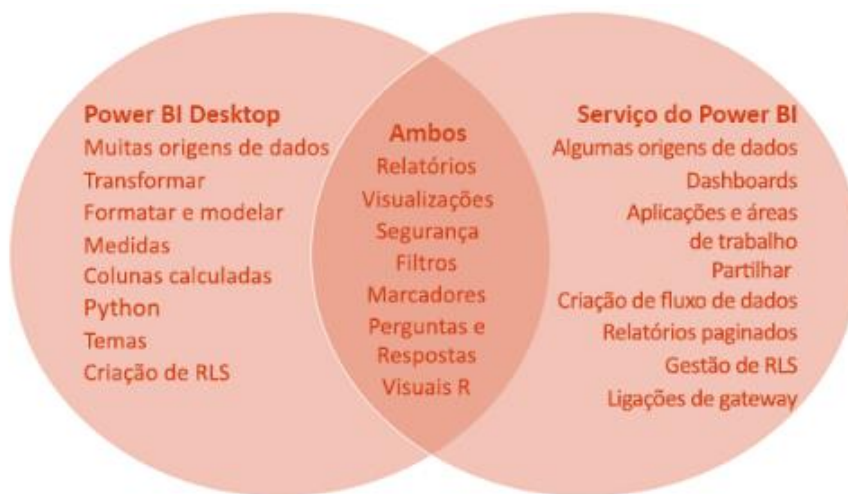 Power BI Desktop
Muitas origens de dados
Transformar
Formatar e modelar
Medidas
Colunas calculadas
Python
Temas
Criação de RLS
Ambos
Relatórios
Visualizações
Segurança
Filtros
Marcadores
Perguntas e
Respostas
Visuais R
Serviço do Power BI
Algumas origens de dados
Dashboards
Aplicações e áreas
de trabalho
Partilhar
Criação de fluxo de dados
Relatórios paginados
Gestão de RLS
Ligações de gateway